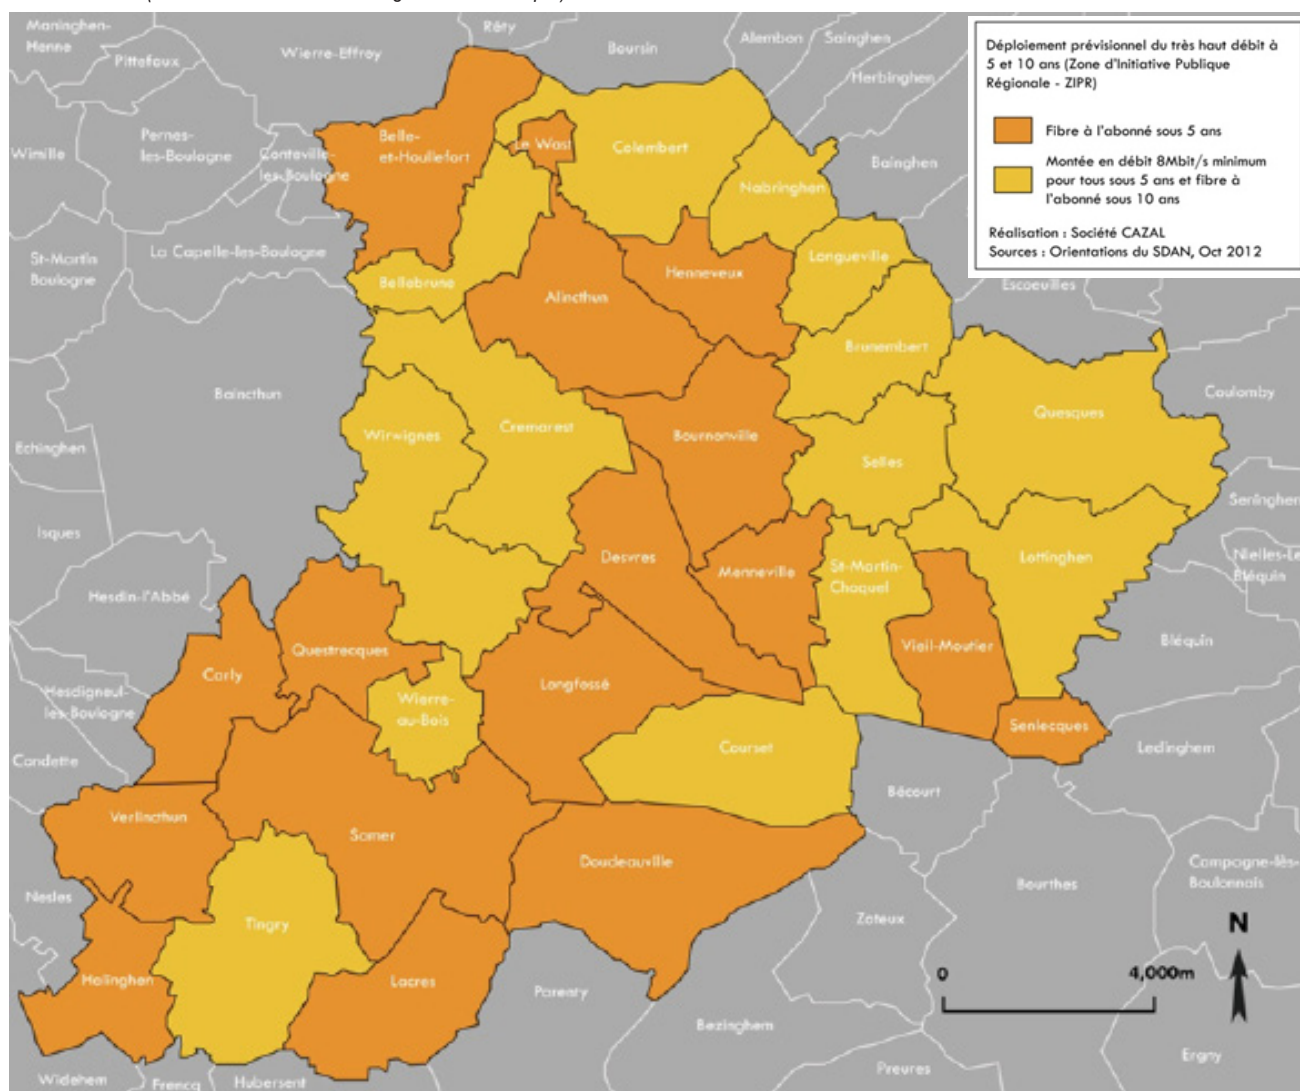 Maninghen-
Henne
Pittefaux
Wierre-Effroy
Réty
Boursin
Alembon
Sainghen
Herbinghen
Bainghen
Déploiement prévisionnel du très haut débit à
5 et 10 ans (Zone d'Initiative Publique
Régionale - ZIPR)
Fibre à l'abonné sous 5 ans
Montée en débit 8Mbit/s minimum
pour tous sous 5 ans et fibre à
l'abonné sous 10 ans
Réalisation : Société CAZAL
Sources : Orientations du SDAN, Oct 2012
Wimille
Pernes-
les-Boulogne
Conteville-
les-Boulogne
Belle-
et-Houllefort
Le Wast
Colembert
Nabringhen
St-Martin
Boulogne
La Capelle-les-Boulogne
Bellebrune
Alincthun
Henneveux
Longueville
Escoeuilles
Brunembert
Baincthun
Coulomby
Echinghen
Wirwignes
Cremarest
Bournonville
Selles
Quesques
Seninghen
Isques
Desvres
Menneville
St-Martin-
Choquel
Lottinghen
Nielles-Le
Bléquin
Hesdin-l'Abbé
Bléquin
Carly
Questrecques
Longfossé
Vieil-Moutier
Hesdigneul-
les-Boulogne
Wierre-
au-Bois
Senlecques
Condette
Courset
Ledinghem
Bécourt
Verlincthun
Samer
Doudeauville
Campagne-lès-
Boulonnais
Nesles
Tingry
Bourthes
Zoteux
N
Halinghen
Lacres
Parenty
0 4,000m
Bezinghem
Ergny
Widehem
Frencq
Hubersent
Preures